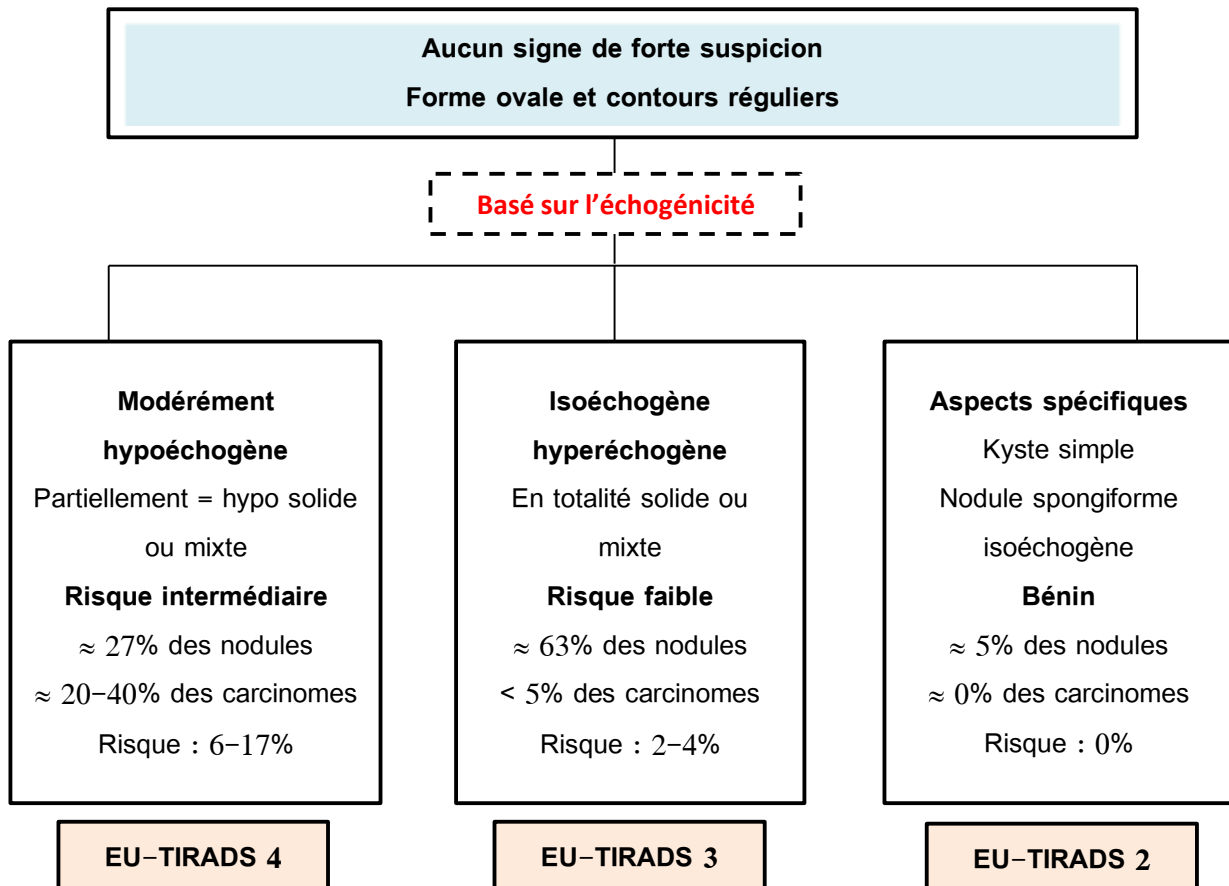 Aucun signe de forte suspicion
Forme ovale et contours réguliers
Basé sur l’échogénicité
Modérément
hypoéchogène
Partiellement = hypo solide
ou mixte
Risque intermédiaire
≈ 27% des nodules
≈ 20−40% des carcinomes
Risque : 6−17%
EU−TIRADS 4
Isoéchogène
hyperéchogène
En totalité solide ou
mixte
Risque faible
≈ 63% des nodules
< 5% des carcinomes
Risque : 2−4%
EU−TIRADS 3
Aspects spécifiques
Kyste simple
Nodule spongiforme
isoéchogène
Bénin
≈ 5% des nodules
≈ 0% des carcinomes
Risque : 0%
EU−TIRADS 2